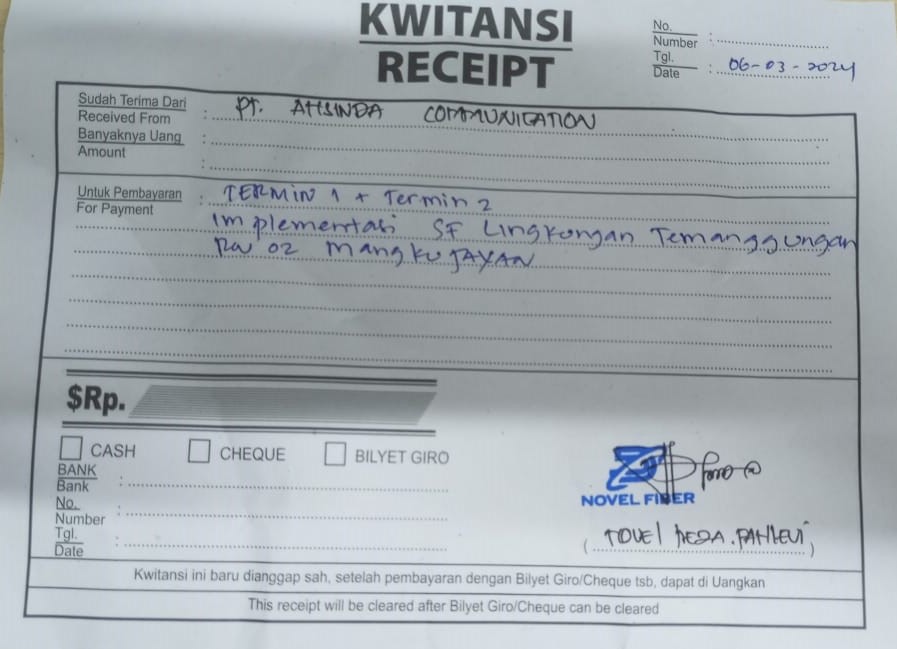 KWITANSI
RECEIPT
No.
Number :
Tgl.
Date : 06-03-2024
Sudah Terima Dari
Received From : PT. AHSINDA COMMUNICATION
Banyaknya Uang
Amount :
:
Untuk Pembayaran
For Payment : TERMIN 1 + Termin 2
Implementasi SF Lingkongan Temanggungan
RW 02 MangkuJAYAN
$Rp.
CASH CHEQUE BILYET GIRO
BANK
Bank :
No.
Number :
Tgl.
Date :
NOVEL FIBER
( PAHLEVI )
Kwitansi ini baru dianggap sah, setelah pembayaran dengan Bilyet Giro/Cheque tsb, dapat di Uangkan
This receipt will be cleared after Bilyet Giro/Cheque can be cleared